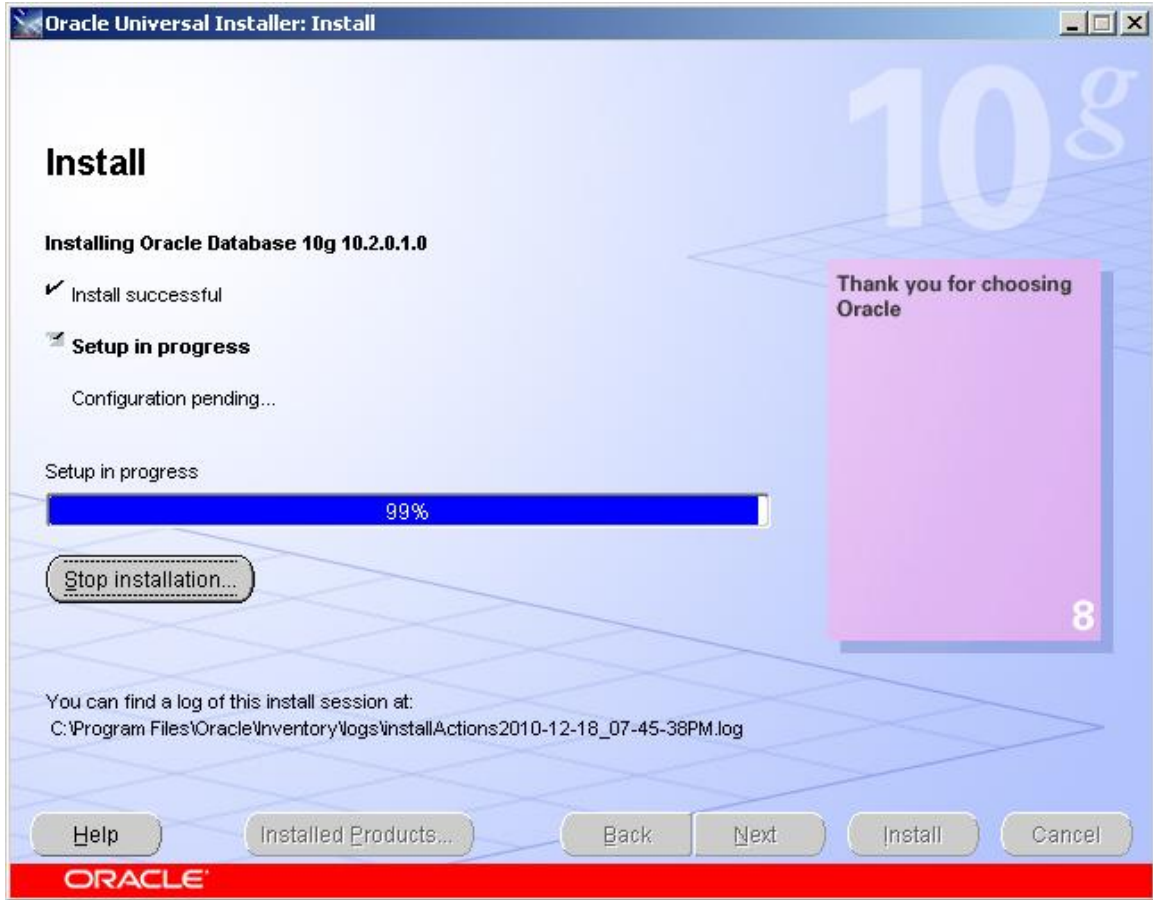 Oracle Universal Installer: Install
10g
Install
Installing Oracle Database 10g 10.2.0.1.0
Install successful
Setup in progress
Configuration pending...
Setup in progress
99%
Stop installation...
Thank you for choosing
Oracle
8
You can find a log of this install session at:
C:\Program Files\Oracle\Inventory\logs\installActions2010-12-18_07-45-38PM.log
Help Installed Products... Back Next Install Cancel
ORACLE